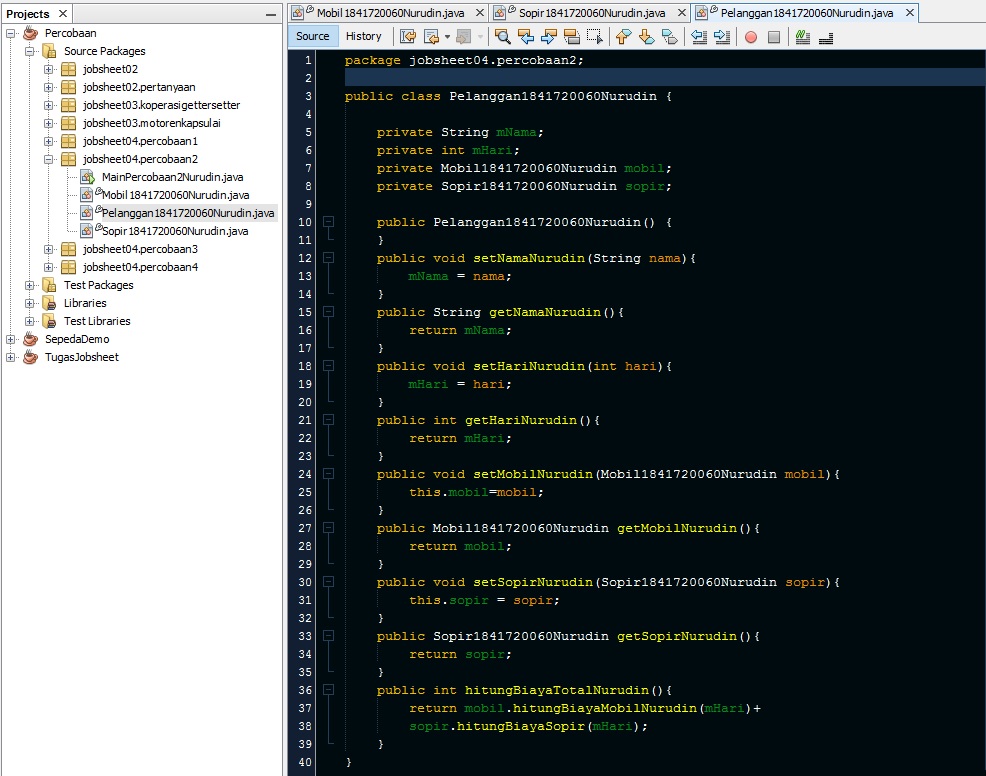 Projects
Percobaan
Source Packages
jobsheet02
jobsheet02.pertanyaan
jobsheet03.koperasigettersetter
jobsheet03.motorenkapsulai
jobsheet04.percobaan1
jobsheet04.percobaan2
MainPercobaan2Nurudin.java
Mobil1841720060Nurudin.java
Pelanggan1841720060Nurudin.java
Sopir1841720060Nurudin.java
jobsheet04.percobaan3
jobsheet04.percobaan4
Test Packages
Libraries
Test Libraries
SepedaDemo
TugasJobsheet
Mobil1841720060Nurudin.java Sopir1841720060Nurudin.java Pelanggan1841720060Nurudin.java
Source History
1 package jobsheet04.percobaan2;
2
3 public class Pelanggan1841720060Nurudin {
4
5 private String mNama;
6 private int mHari;
7 private Mobil1841720060Nurudin mobil;
8 private Sopir1841720060Nurudin sopir;
9
10 public Pelanggan1841720060Nurudin() {
11 }
12 public void setNamaNurudin(String nama){
13 mNama = nama;
14 }
15 public String getNamaNurudin(){
16 return mNama;
17 }
18 public void setHariNurudin(int hari){
19 mHari = hari;
20 }
21 public int getHariNurudin(){
22 return mHari;
23 }
24 public void setMobilNurudin(Mobil1841720060Nurudin mobil){
25 this.mobil=mobil;
26 }
27 public Mobil1841720060Nurudin getMobilNurudin(){
28 return mobil;
29 }
30 public void setSopirNurudin(Sopir1841720060Nurudin sopir){
31 this.sopir = sopir;
32 }
33 public Sopir1841720060Nurudin getSopirNurudin(){
34 return sopir;
35 }
36 public int hitungBiayaTotalNurudin(){
37 return mobil.hitungBiayaMobilNurudin(mHari)+
38 sopir.hitungBiayaSopir(mHari);
39 }
40 }